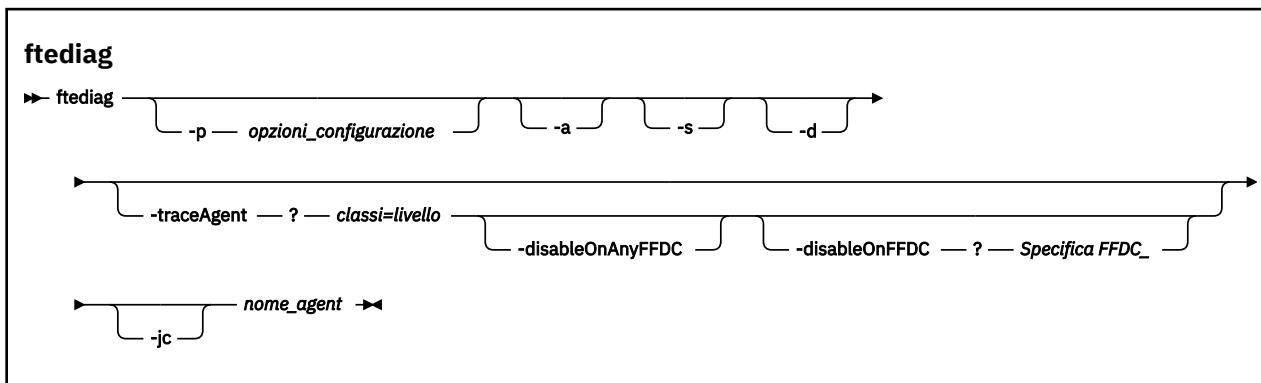 ftediag
ftediag
-p opzioni_configurazione -a -s -d
-traceAgent ? classi=livello
-disableOnAnyFFDC -disableOnFFDC ? Specifica FFDC_
nome_agent
-jc